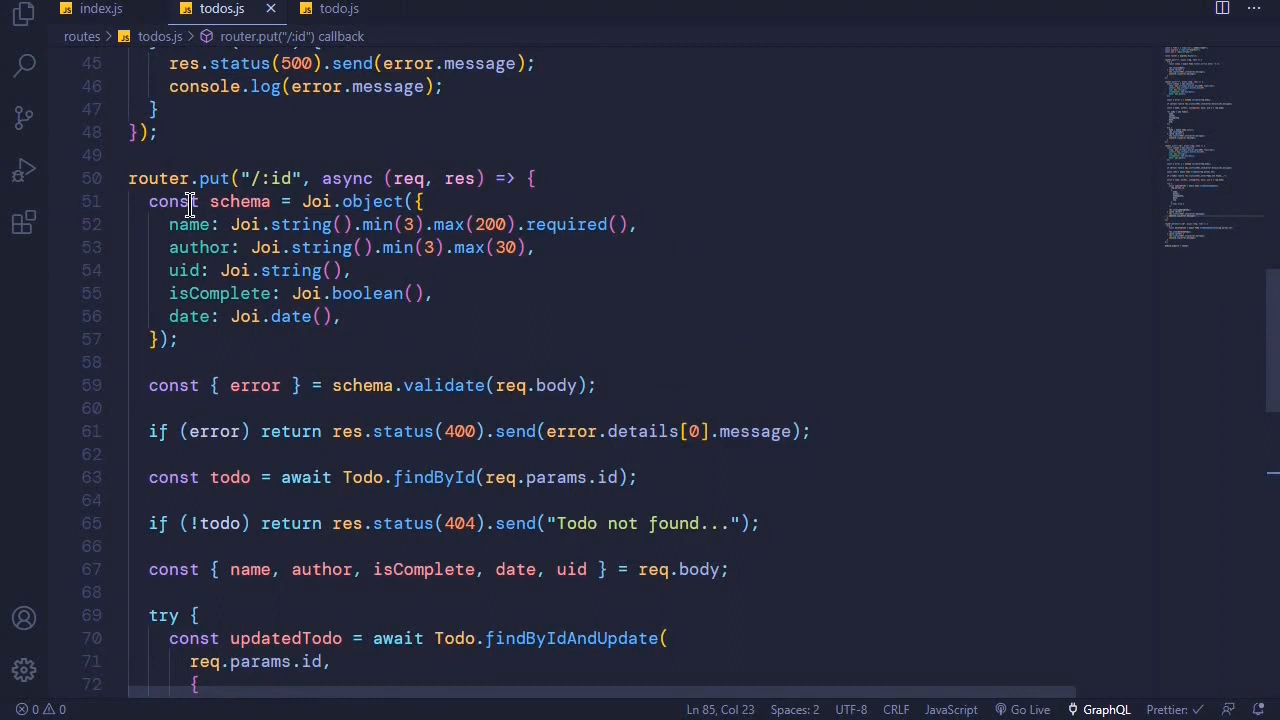 index.js todos.js todo.js
routes > todos.js > router.put("/:id") callback
45 res.status(500).send(error.message);
46 console.log(error.message);
47 }
48 });
49
50 router.put("/:id", async (req, res) => {
51 const schema = Joi.object({
52 name: Joi.string().min(3).max(200).required(),
53 author: Joi.string().min(3).max(30),
54 uid: Joi.string(),
55 isComplete: Joi.boolean(),
56 date: Joi.date(),
57 });
58
59 const { error } = schema.validate(req.body);
60
61 if (error) return res.status(400).send(error.details[0].message);
62
63 const todo = await Todo.findById(req.params.id);
64
65 if (!todo) return res.status(404).send("Todo not found...");
66
67 const { name, author, isComplete, date, uid } = req.body;
68
69 try {
70 const updatedTodo = await Todo.findByIdAndUpdate(
71 req.params.id,
72 {
0 0 Ln 85, Col 23 Spaces: 2 UTF-8 CRLF JavaScript Go Live GraphQL Prettier: ✓